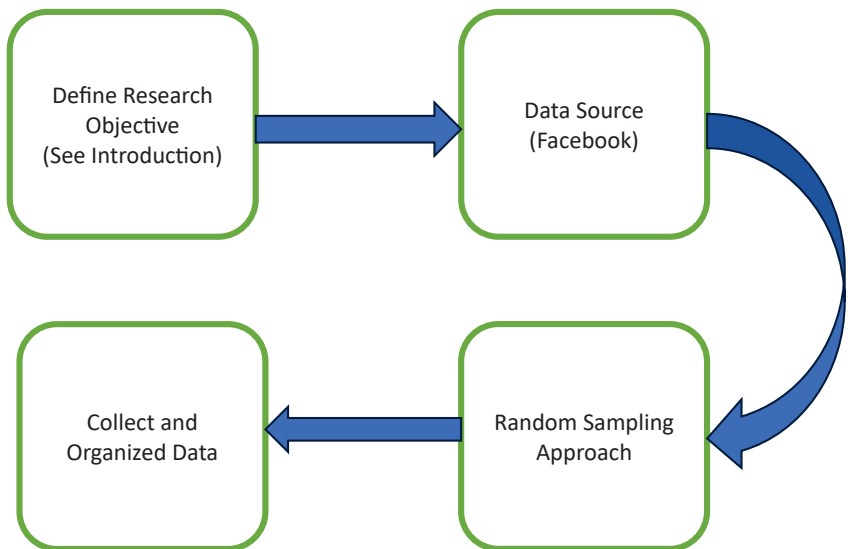 Define Research
Objective
(See Introduction)
Data Source
(Facebook)
Random Sampling
Approach
Collect and
Organized Data